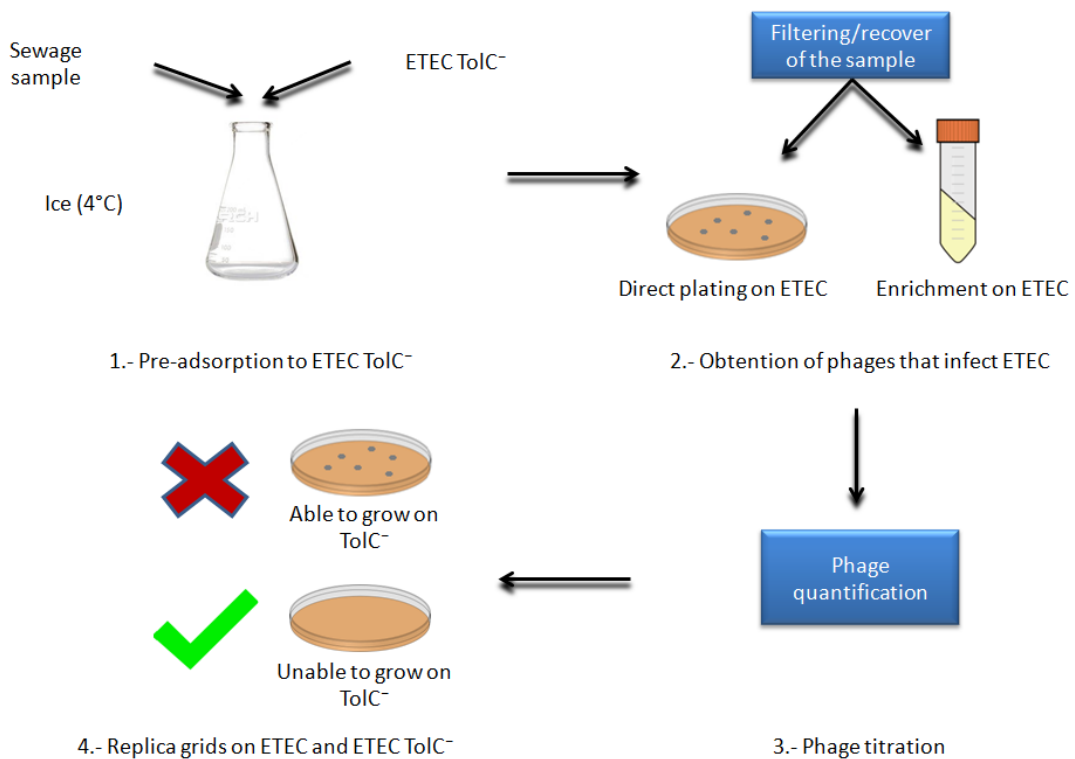 Sewage
sample
ETEC TolC⁻
Ice (4°C)
1.- Pre-adsorption to ETEC TolC⁻
Filtering/recover
of the sample
Direct plating on ETEC
Enrichment on ETEC
2.- Obtention of phages that infect ETEC
Phage
quantification
3.- Phage titration
Able to grow on
TolC⁻
Unable to grow on
TolC⁻
4.- Replica grids on ETEC and ETEC TolC⁻